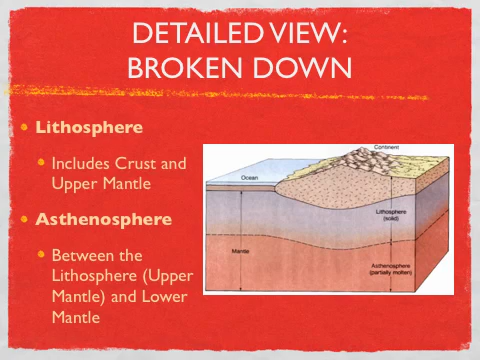 DETAILED VIEW:
BROKEN DOWN
Lithosphere
Includes Crust and
Upper Mantle
Asthenosphere
Between the
Lithosphere (Upper
Mantle) and Lower
Mantle
Continent
Ocean
Lithosphere
(solid)
Mantle
Asthenosphere
(partially molten)